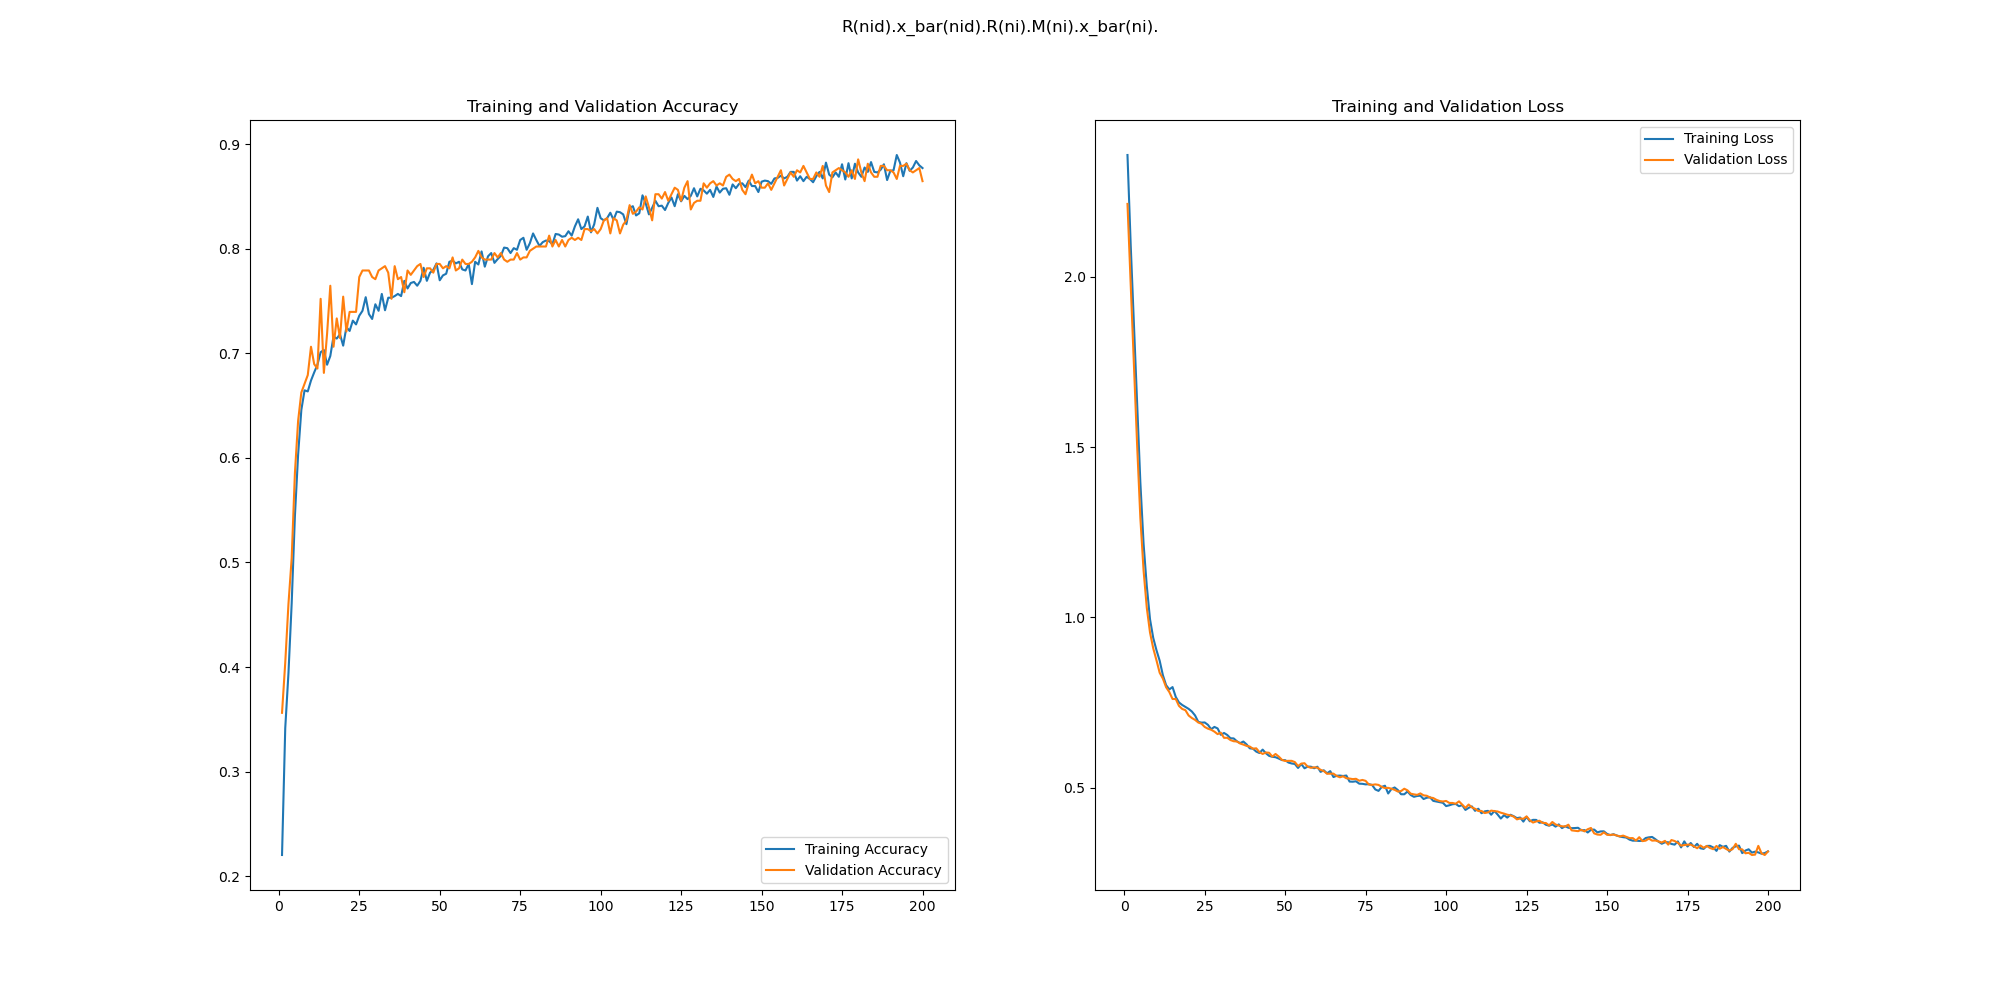 R(nid).x_bar(nid).R(ni).M(ni).x_bar(ni).
Training and Validation Accuracy
0.9
0.8
0.7
0.6
0.5
0.4
0.3
0.2
0 25 50 75 100 125 150 175 200
Training Accuracy
Validation Accuracy
Training and Validation Loss
2.0
1.5
1.0
0.5
0 25 50 75 100 125 150 175 200
Training Loss
Validation Loss